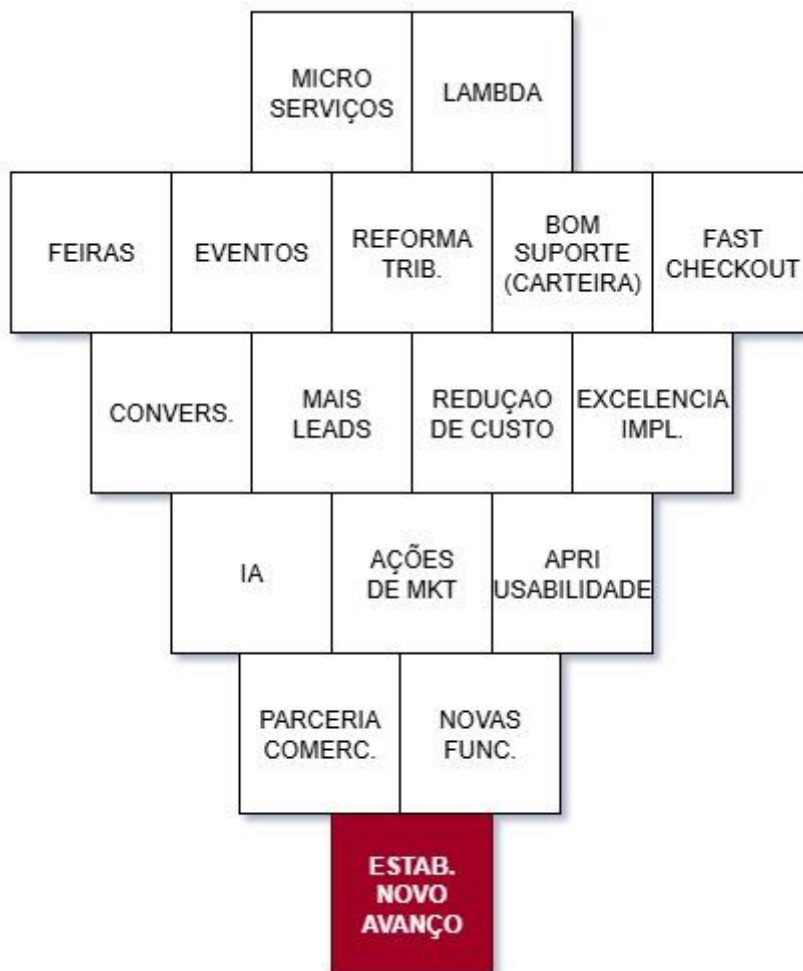 MICRO
SERVIÇOS
LAMBDA
FEIRAS
EVENTOS
REFORMA
TRIB.
BOM
SUPORTE
(CARTEIRA)
FAST
CHECKOUT
CONVERS.
MAIS
LEADS
REDUÇAO
DE CUSTO
EXCELENCIA
IMPL.
IA
AÇÕES
DE MKT
APRI
USABILIDADE
PARCERIA
COMERC.
NOVAS
FUNC.
ESTAB.
NOVO
AVANÇO